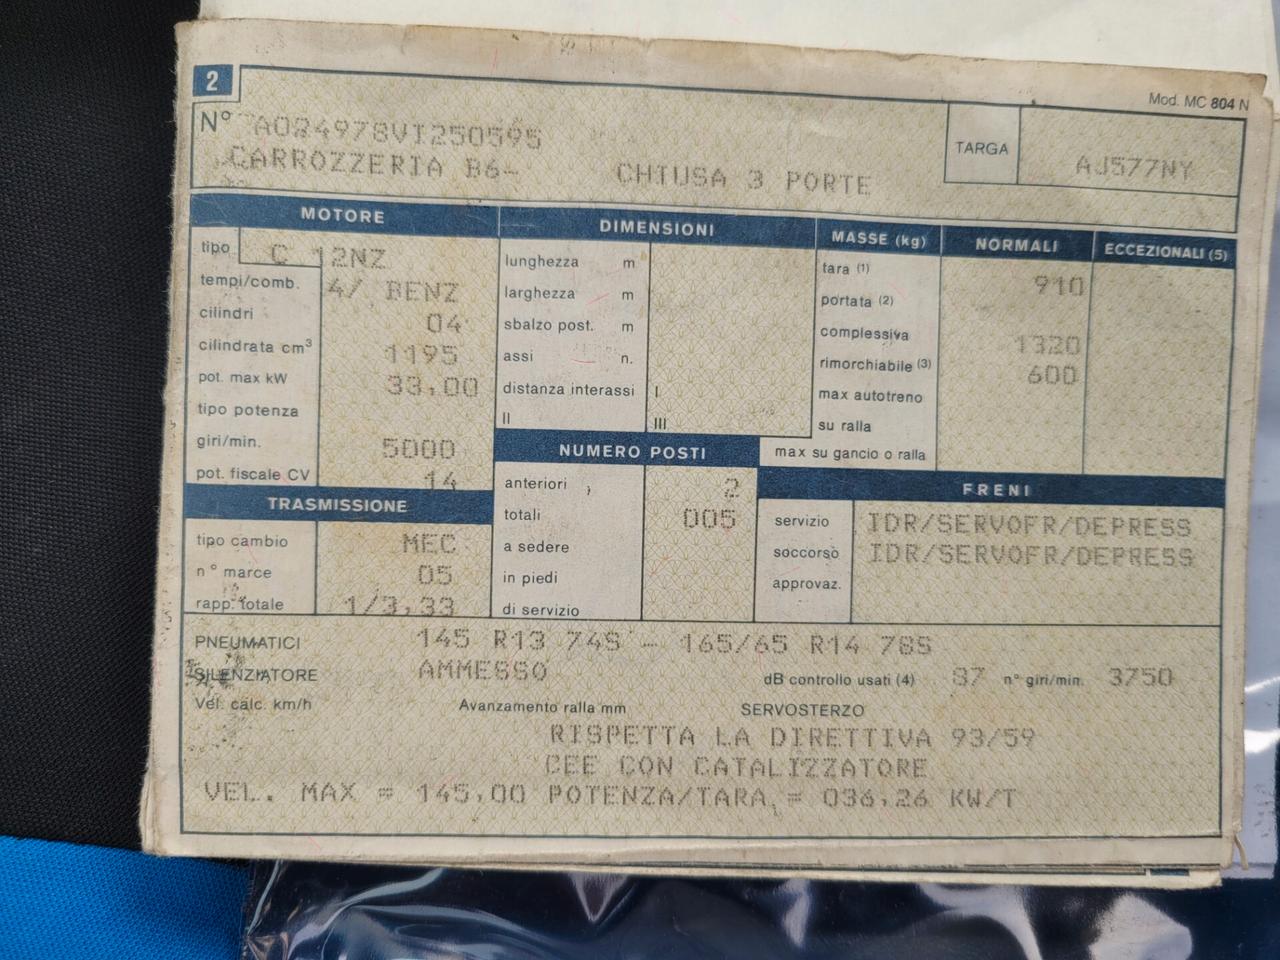 2
Mod. MC 804 N
N° A024978VI250595
CARROZZERIA B6- CHIUSA 3 PORTE
TARGA AJ577NY
MOTORE
tipo C 12NZ
tempi/comb. 4/ BENZ
cilindri 04
cilindrata cm³ 1195
pot. max kW 33,00
tipo potenza
giri/min. 5000
pot. fiscale CV 14
TRASMISSIONE
tipo cambio MEC
n° marce 05
rapp. totale 1/3,33
DIMENSIONI
lunghezza m
larghezza m
sbalzo post. m
assi n.
distanza interassi I
II III
NUMERO POSTI
anteriori 2
totali 005
a sedere
in piedi
di servizio
MASSE (kg) NORMALI ECCEZIONALI (5)
tara (1) 910
portata (2)
complessiva 1320
rimorchiabile (3) 600
max autotreno
su ralla
max su gancio o ralla
FRENI
servizio IDR/SERVOFR/DEPRESS
soccorso IDR/SERVOFR/DEPRESS
approvaz.
PNEUMATICI 145 R13 74S - 165/65 R14 78S
SILENZIATORE AMMESSO dB controllo usati (4) 87 n° giri/min. 3750
Vel. calc. km/h Avanzamento ralla mm SERVOSTERZO
RISPETTA LA DIRETTIVA 93/59
CEE CON CATALIZZATORE
VEL. MAX = 145,00 POTENZA/TARA = 036,26 KW/T